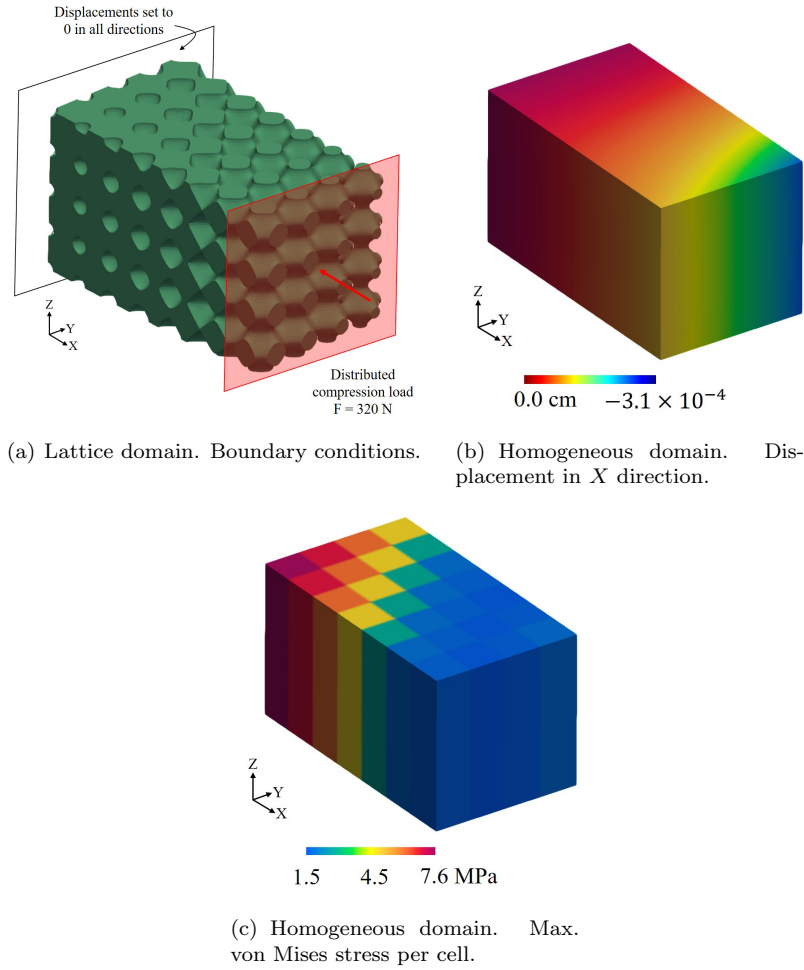 Displacements set to
0 in all directions
Z
Y
X
Distributed
compression load
F = 320 N
(a) Lattice domain. Boundary conditions.
Z
Y
X
0.0 cm −3.1 × 10⁻⁴
(b) Homogeneous domain. Dis-
placement in X direction.
Z
Y
X
1.5 4.5 7.6 MPa
(c) Homogeneous domain. Max.
von Mises stress per cell.